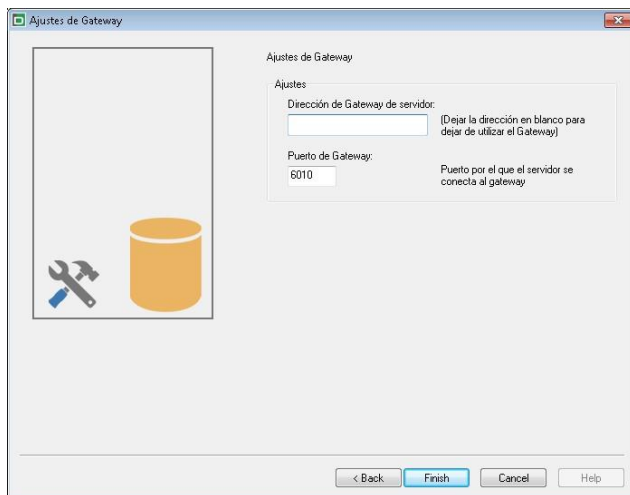 Ajustes de Gateway
Ajustes de Gateway
Ajustes
Dirección de Gateway de servidor:
(Dejar la dirección en blanco para
dejar de utilizar el Gateway)
Puerto de Gateway:
6010
Puerto por el que el servidor se
conecta al gateway
< Back
Finish
Cancel
Help